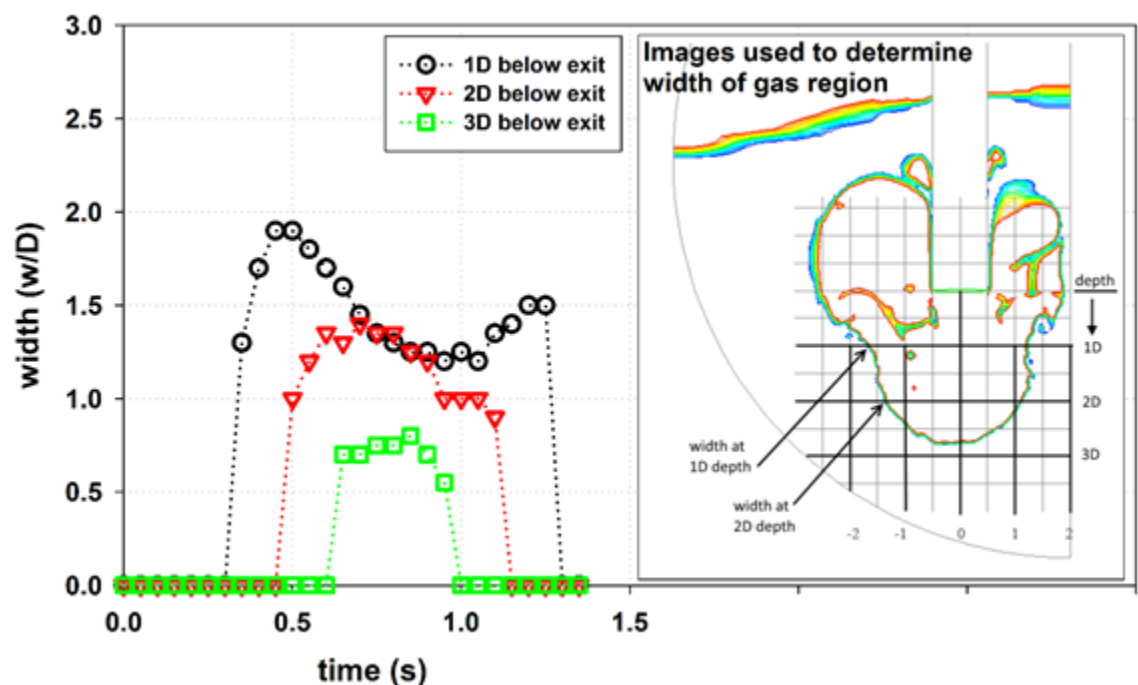 3.0
2.5
2.0
1.5
1.0
0.5
0.0
width (w/D)
0.0 0.5 1.0 1.5
time (s)
1D below exit
2D below exit
3D below exit
Images used to determine
width of gas region
depth
1D
2D
3D
width at
1D depth
width at
2D depth
-2 -1 0 1 2